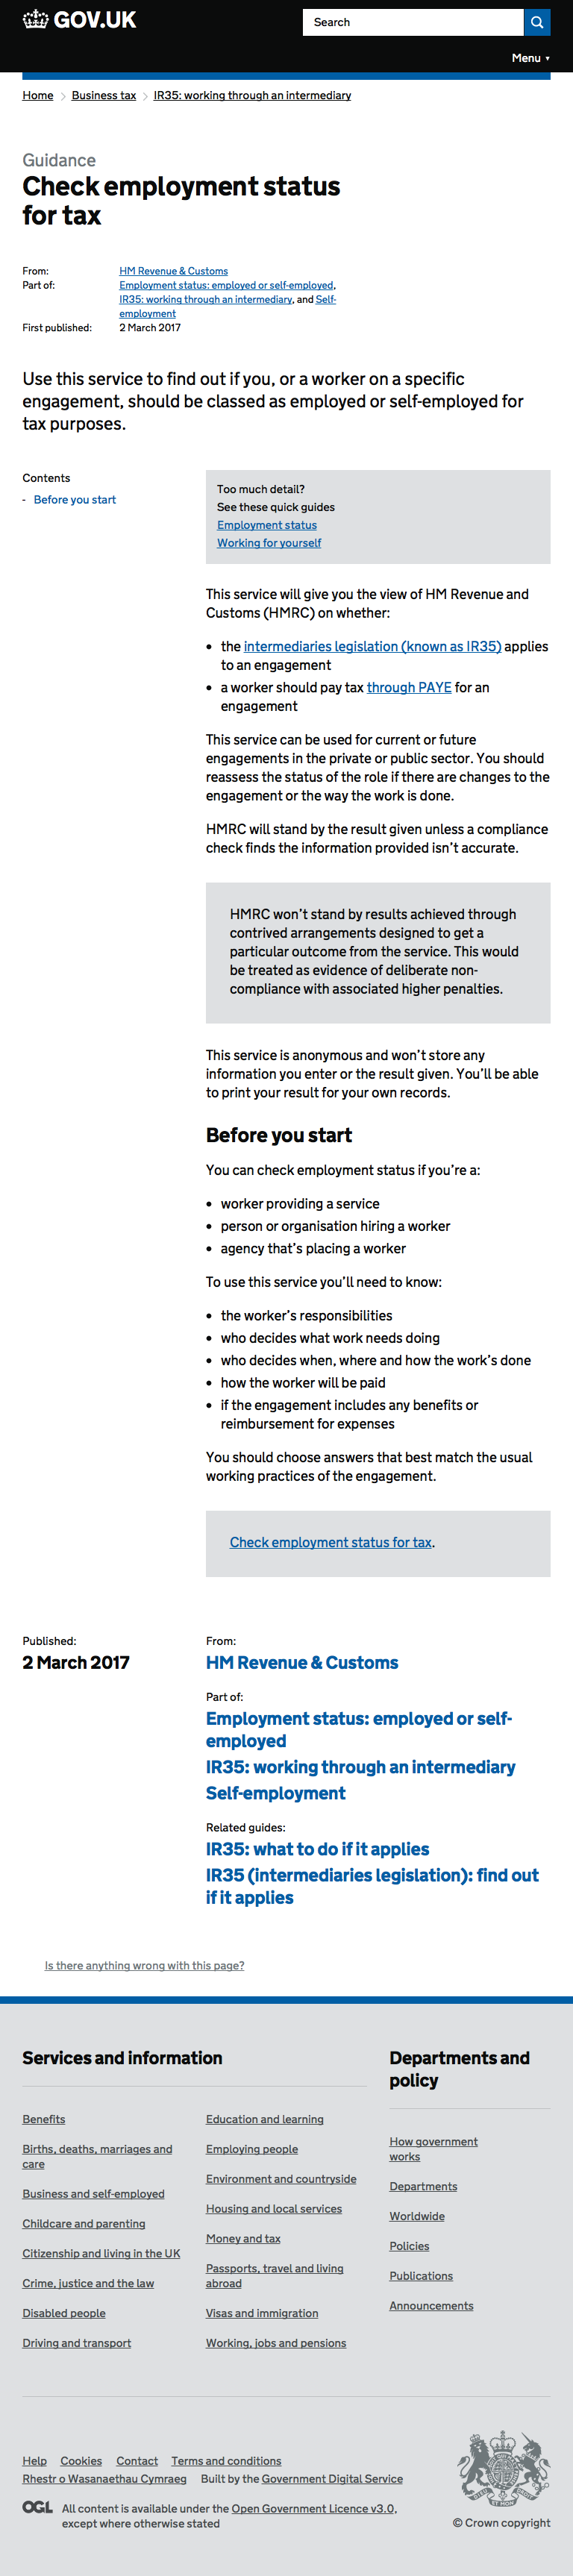 GOV.UK
Search
Menu ▼
Home > Business tax > IR35: working through an intermediary
Guidance
Check employment status
for tax
From: HM Revenue & Customs
Part of: Employment status: employed or self-employed,
IR35: working through an intermediary, and Self-
employment
First published: 2 March 2017
Use this service to find out if you, or a worker on a specific
engagement, should be classed as employed or self-employed for
tax purposes.
Contents
- Before you start
Too much detail?
See these quick guides
Employment status
Working for yourself
This service will give you the view of HM Revenue and
Customs (HMRC) on whether:
• the intermediaries legislation (known as IR35) applies
to an engagement
• a worker should pay tax through PAYE for an
engagement
This service can be used for current or future
engagements in the private or public sector. You should
reassess the status of the role if there are changes to the
engagement or the way the work is done.
HMRC will stand by the result given unless a compliance
check finds the information provided isn't accurate.
HMRC won't stand by results achieved through
contrived arrangements designed to get a
particular outcome from the service. This would
be treated as evidence of deliberate non-
compliance with associated higher penalties.
This service is anonymous and won't store any
information you enter or the result given. You'll be able
to print your result for your own records.
Before you start
You can check employment status if you're a:
• worker providing a service
• person or organisation hiring a worker
• agency that's placing a worker
To use this service you'll need to know:
• the worker's responsibilities
• who decides what work needs doing
• who decides when, where and how the work's done
• how the worker will be paid
• if the engagement includes any benefits or
reimbursement for expenses
You should choose answers that best match the usual
working practices of the engagement.
Check employment status for tax.
Published:
2 March 2017
From:
HM Revenue & Customs
Part of:
Employment status: employed or self-
employed
IR35: working through an intermediary
Self-employment
Related guides:
IR35: what to do if it applies
IR35 (intermediaries legislation): find out
if it applies
Is there anything wrong with this page?
Services and information
Benefits
Births, deaths, marriages and
care
Business and self-employed
Childcare and parenting
Citizenship and living in the UK
Crime, justice and the law
Disabled people
Driving and transport
Education and learning
Employing people
Environment and countryside
Housing and local services
Money and tax
Passports, travel and living
abroad
Visas and immigration
Working, jobs and pensions
Departments and
policy
How government
works
Departments
Worldwide
Policies
Publications
Announcements
Help Cookies Contact Terms and conditions
Rhestr o Wasanaethau Cymraeg Built by the Government Digital Service
OGL All content is available under the Open Government Licence v3.0,
except where otherwise stated
© Crown copyright